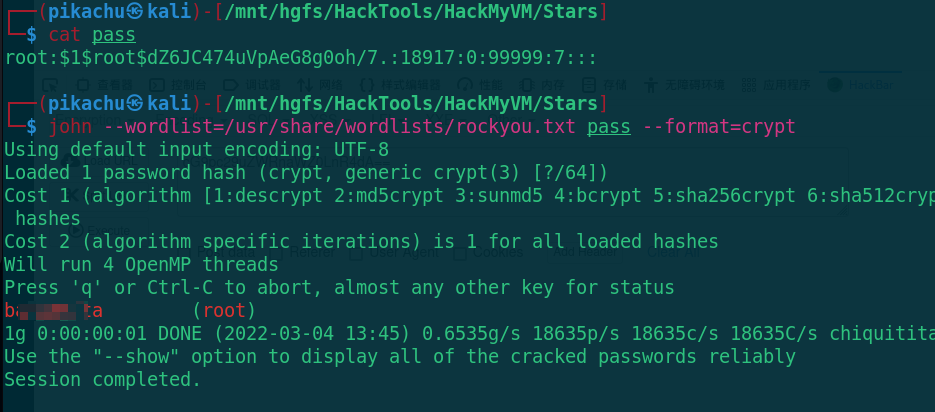 ┌──(pikachu㉿kali)-[/mnt/hgfs/HackTools/HackMyVM/Stars]
└─$ cat pass
root:$1$root$dZ6JC474uVpAeG8g0oh/7.:18917:0:99999:7:::
┌──(pikachu㉿kali)-[/mnt/hgfs/HackTools/HackMyVM/Stars]
└─$ john --wordlist=/usr/share/wordlists/rockyou.txt pass --format=crypt
Using default input encoding: UTF-8
Loaded 1 password hash (crypt, generic crypt(3) [?/64])
Cost 1 (algorithm [1:descrypt 2:md5crypt 3:sunmd5 4:bcrypt 5:sha256crypt 6:sha512cryp
hashes
Cost 2 (algorithm specific iterations) is 1 for all loaded hashes
Will run 4 OpenMP threads
Press 'q' or Ctrl-C to abort, almost any other key for status
(root)
1g 0:00:00:01 DONE (2022-03-04 13:45) 0.6535g/s 18635p/s 18635c/s 18635C/s chiquitita
Use the "--show" option to display all of the cracked passwords reliably
Session completed.